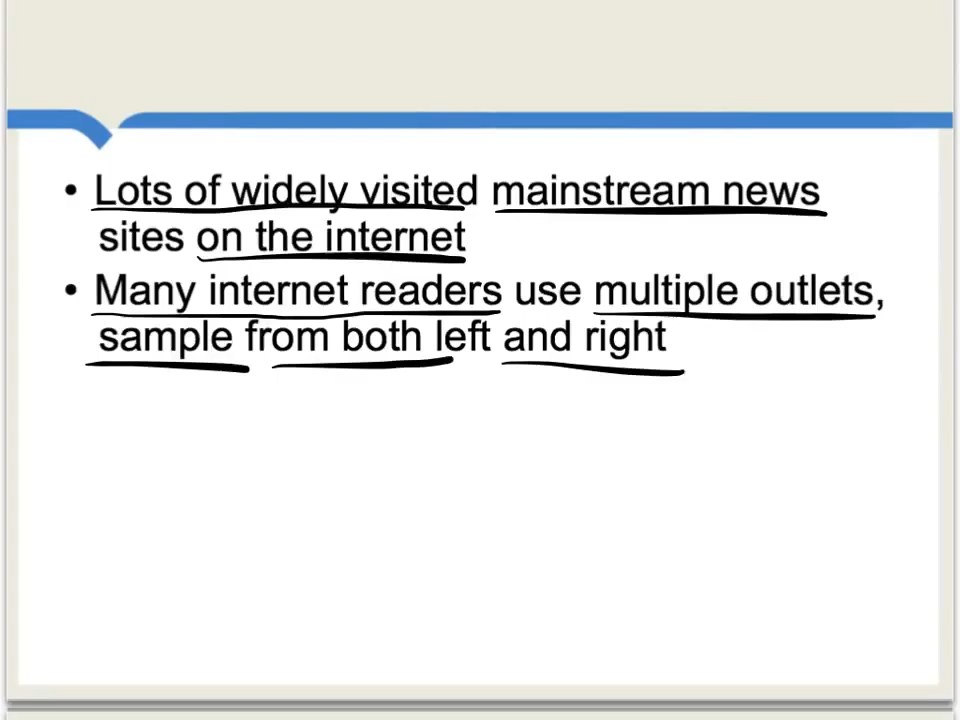 • Lots of widely visited mainstream news
sites on the internet
• Many internet readers use multiple outlets,
sample from both left and right